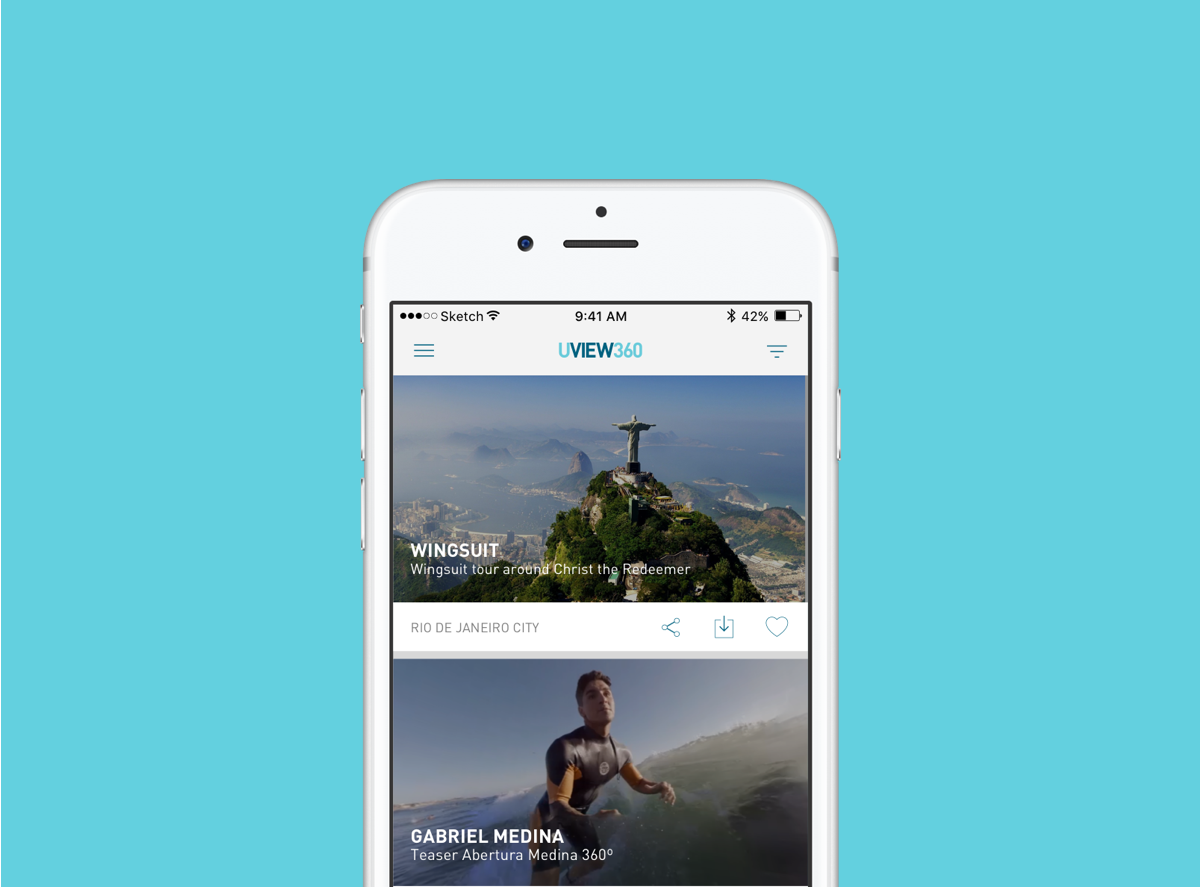 Sketch
9:41 AM
42%
UVIEW360
WINGSUIT
Wingsuit tour around Christ the Redeemer
RIO DE JANEIRO CITY
GABRIEL MEDINA
Teaser Abertura Medina 360º